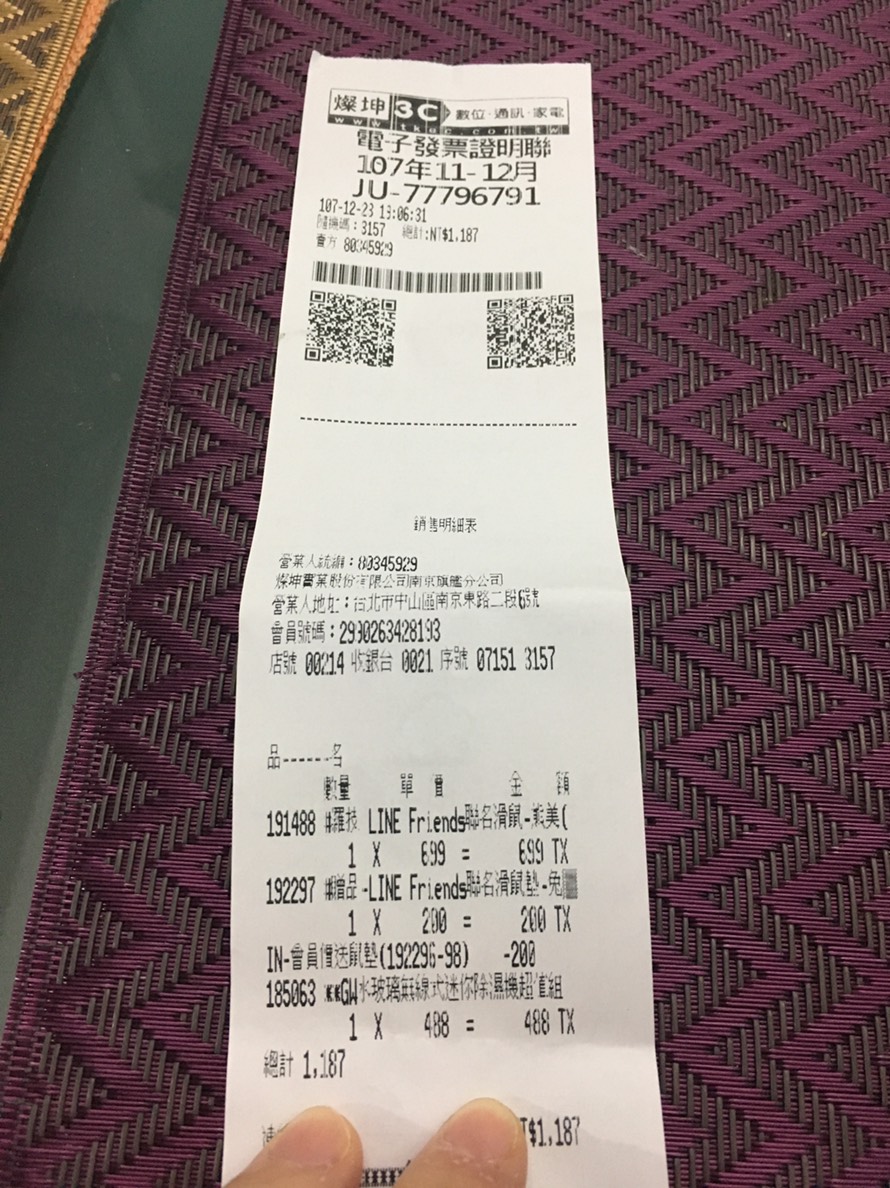 燦坤 3C 數位·通訊·家電
www.tkec.com.tw
電子發票證明聯
107年11-12月
JU-77796791
107-12-23 13:06:31
隨機碼:3157 總計:NT$1,187
賣方 80345929
銷售明細表
營業人統編:80345929
燦坤實業股份有限公司南京旗艦分公司
營業人地址:台北市中山區南京東路二段6號
會員號碼:2990263428193
店號 00214 收銀台 0021 序號 07151 3157
品------名
數量 單價 金額
191488 #羅技 LINE Friends聯名滑鼠-熊美(
1 X 699 = 699 TX
192297 #贈品-LINE Friends聯名滑鼠墊-兔
1 X 200 = 200 TX
IN-會員價送鼠墊(192296-98) -200
185063 **GW水玻璃無線式迷你除濕機超值組
1 X 488 = 488 TX
總計 1,187
$1,187